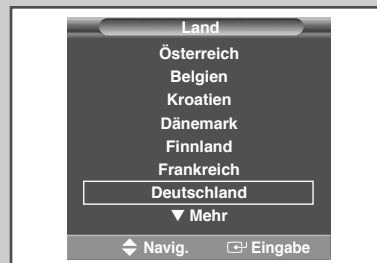 Land
Österreich
Belgien
Kroatien
Dänemark
Finnland
Frankreich
Deutschland
▼ Mehr
Navig. Eingabe